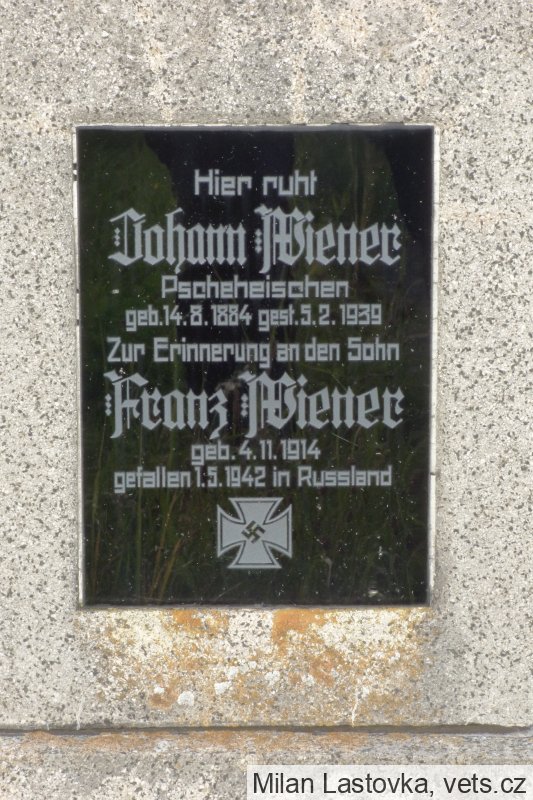 Hier ruht
Johann Wiener
Pscheheischen
geb. 14. 8. 1884 gest. 5. 2. 1939
Zur Erinnerung an den Sohn
Franz Wiener
geb. 4. 11. 1914
gefallen 1. 5. 1942 in Russland
Milan Lastovka, vets.cz